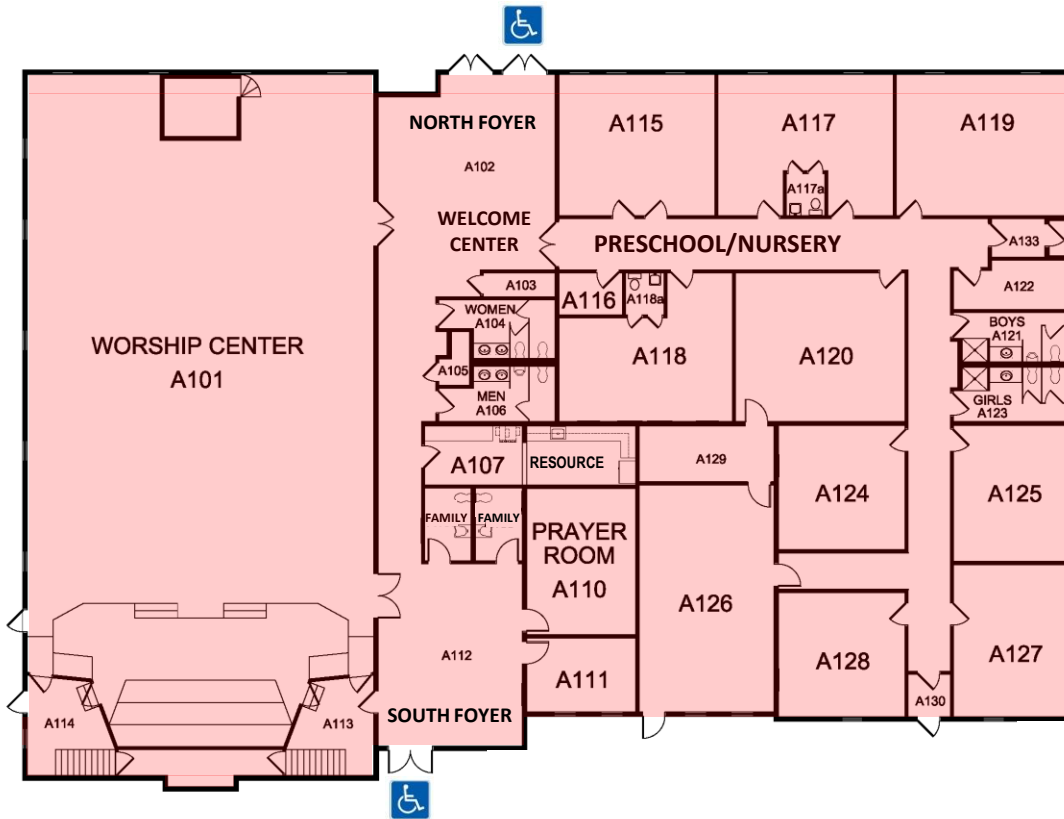 NORTH FOYER
A102
WELCOME
CENTER
A115
A117
A117a
A119
PRESCHOOL/NURSERY
A133
A103
A116
A118a
A122
WOMEN
A104
A105
MEN
A106
A118
A120
BOYS
A121
GIRLS
A123
WORSHIP CENTER
A101
A107
RESOURCE
A129
A124
A125
FAMILY
FAMILY
PRAYER
ROOM
A110
A126
A112
A111
A128
A127
A130
A114
A113
SOUTH FOYER